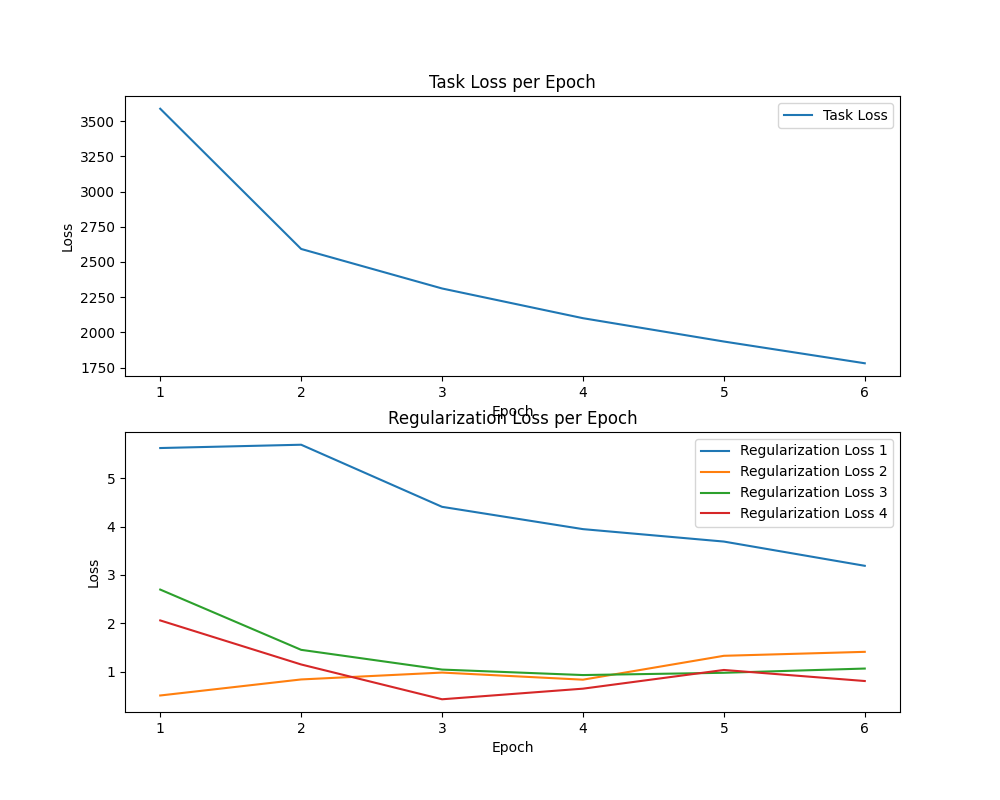 Task Loss per Epoch
Task Loss
3500
3250
3000
2750
2500
2250
2000
1750
Loss
1 2 3 4 5 6
Epoch
Regularization Loss per Epoch
Regularization Loss 1
Regularization Loss 2
Regularization Loss 3
Regularization Loss 4
5
4
3
2
1
Loss
1 2 3 4 5 6
Epoch